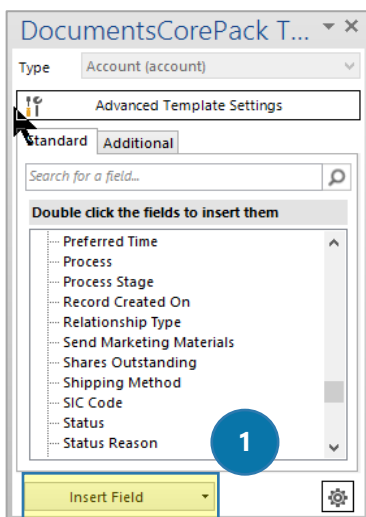 DocumentsCorePack T...
Type Account (account)
Advanced Template Settings
Standard Additional
Search for a field...
Double click the fields to insert them
Preferred Time
Process
Process Stage
Record Created On
Relationship Type
Send Marketing Materials
Shares Outstanding
Shipping Method
SIC Code
Status
Status Reason
1
Insert Field